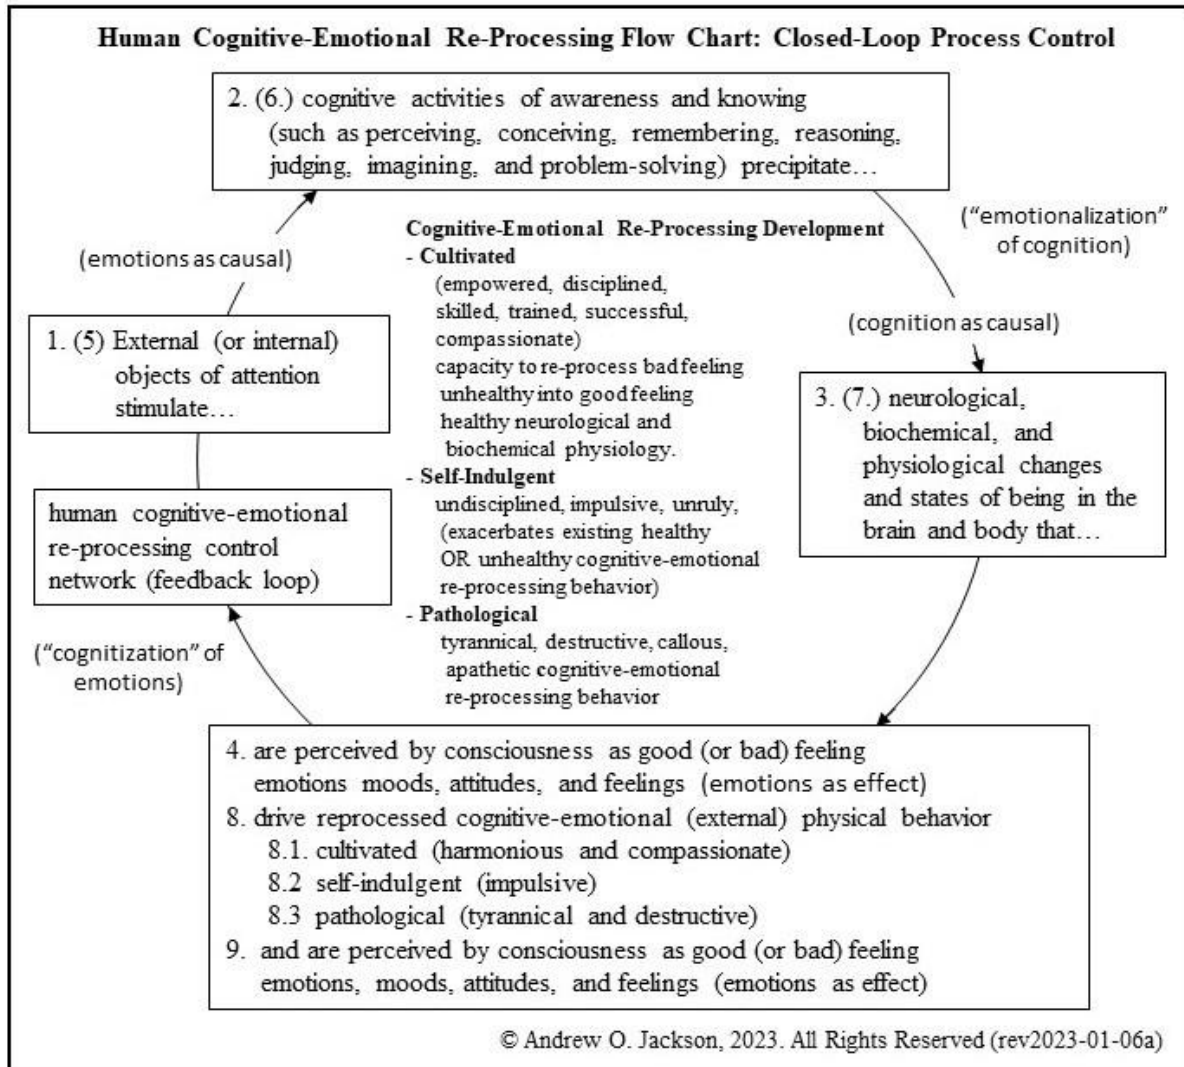 Human Cognitive-Emotional Re-Processing Flow Chart: Closed-Loop Process Control
2. (6.) cognitive activities of awareness and knowing
(such as perceiving, conceiving, remembering, reasoning,
judging, imagining, and problem-solving) precipitate…
(“emotionalization”
of cognition)
(cognition as causal)
3. (7.) neurological,
biochemical, and
physiological changes
and states of being in the
brain and body that…
(emotions as causal)
1. (5) External (or internal)
objects of attention
stimulate…
human cognitive-emotional
re-processing control
network (feedback loop)
(“cognitization” of
emotions)
Cognitive-Emotional Re-Processing Development
- Cultivated
(empowered, disciplined,
skilled, trained, successful,
compassionate)
capacity to re-process bad feeling
unhealthy into good feeling
healthy neurological and
biochemical physiology.
- Self-Indulgent
undisciplined, impulsive, unruly,
(exacerbates existing healthy
OR unhealthy cognitive-emotional
re-processing behavior)
- Pathological
tyrannical, destructive, callous,
apathetic cognitive-emotional
re-processing behavior
4. are perceived by consciousness as good (or bad) feeling
emotions moods, attitudes, and feelings (emotions as effect)
8. drive reprocessed cognitive-emotional (external) physical behavior
8.1. cultivated (harmonious and compassionate)
8.2 self-indulgent (impulsive)
8.3 pathological (tyrannical and destructive)
9. and are perceived by consciousness as good (or bad) feeling
emotions, moods, attitudes, and feelings (emotions as effect)
© Andrew O. Jackson, 2023. All Rights Reserved (rev2023-01-06a)